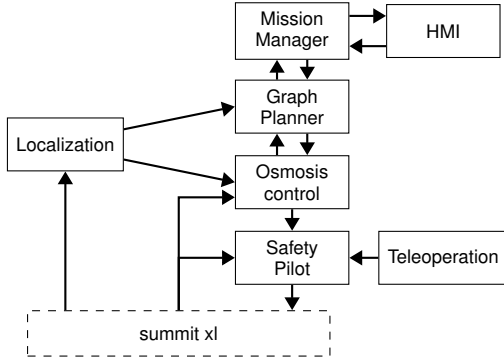 Mission
Manager
HMI
Graph
Planner
Localization
Osmosis
control
Safety
Pilot
Teleoperation
summit xl